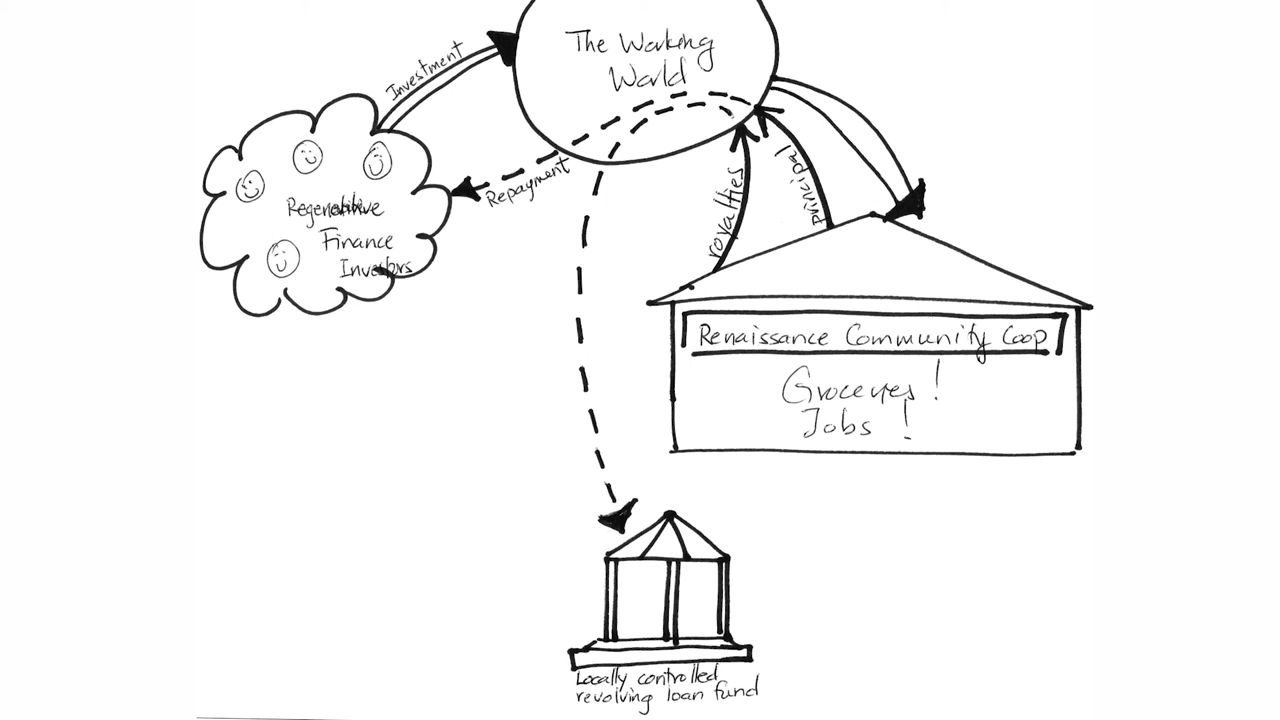 The Working
World
Investment
Repayment
royalties
principal
Regenerative
Finance
Investors
Renaissance Community Coop
Groceries!
Jobs!
Locally controlled
revolving loan fund